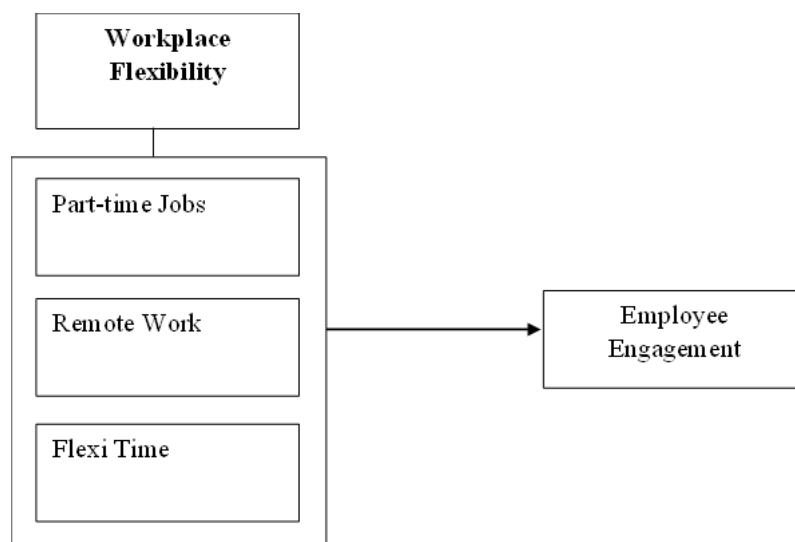 Workplace
Flexibility
Part-time Jobs
Remote Work
Flexi Time
Employee
Engagement